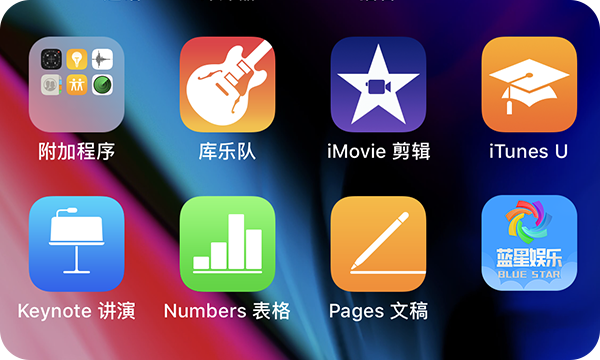 附加程序
库乐队
iMovie 剪辑
iTunes U
蓝星娱乐
BLUE STAR
Keynote 讲演
Numbers 表格
Pages 文稿